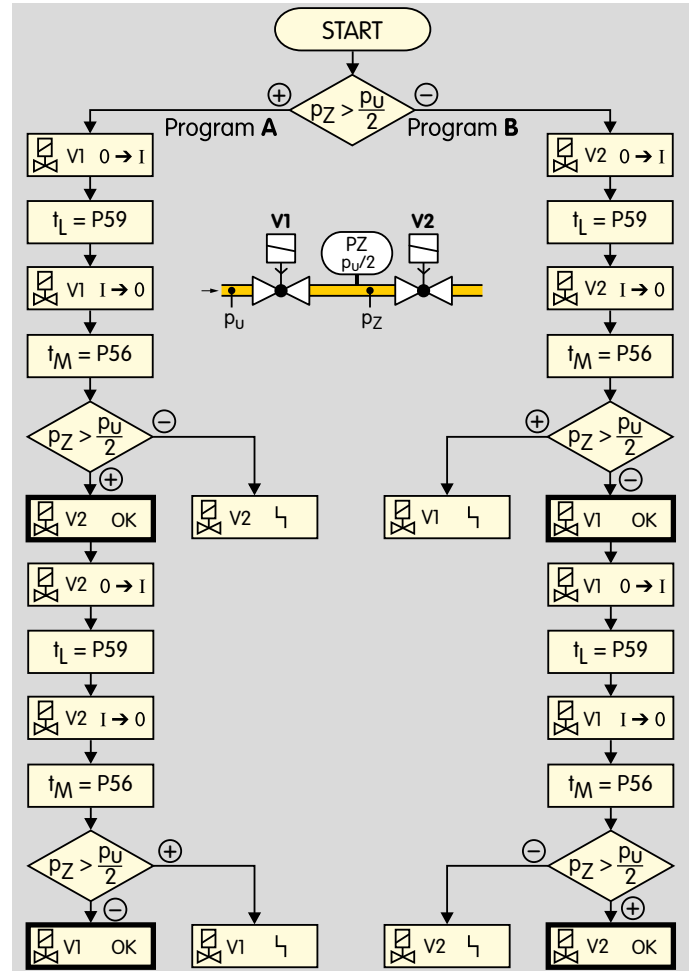 START
pZ > pU/2
+
−
Program A
Program B
V1 0 → I
tL = P59
V1 I → 0
tM = P56
pZ > pU/2
−
+
V2 OK
V2
V2 0 → I
tL = P59
V2 I → 0
tM = P56
pZ > pU/2
+
−
V1 OK
V1
V1
PZ
pU/2
V2
pU
pZ
V2 0 → I
tL = P59
V2 I → 0
tM = P56
pZ > pU/2
+
−
V1
V1 OK
V1 0 → I
tL = P59
V1 I → 0
tM = P56
pZ > pU/2
−
+
V2
V2 OK